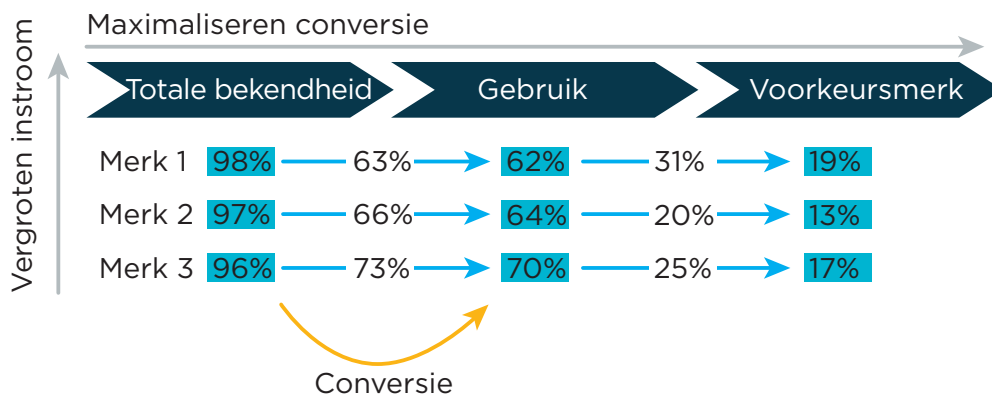 Maximaliseren conversie
Vergroten instroom
Totale bekendheid Gebruik Voorkeursmerk
Merk 1 98% 63% 62% 31% 19%
Merk 2 97% 66% 64% 20% 13%
Merk 3 96% 73% 70% 25% 17%
Conversie